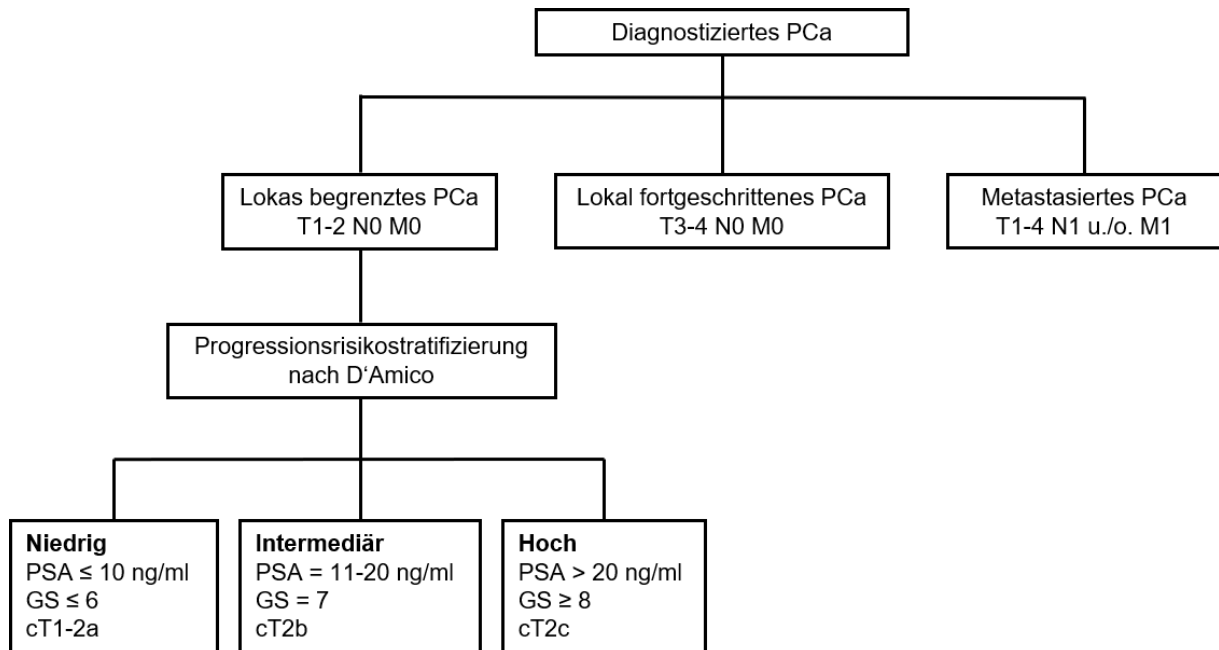 Diagnostiziertes PCa
Lokas begrenztes PCa
T1-2 N0 M0
Lokal fortgeschrittenes PCa
T3-4 N0 M0
Metastasiertes PCa
T1-4 N1 u./o. M1
Progressionsrisikostratifizierung
nach D‘Amico
Niedrig
PSA ≤ 10 ng/ml
GS ≤ 6
cT1-2a
Intermediär
PSA = 11-20 ng/ml
GS = 7
cT2b
Hoch
PSA > 20 ng/ml
GS ≥ 8
cT2c